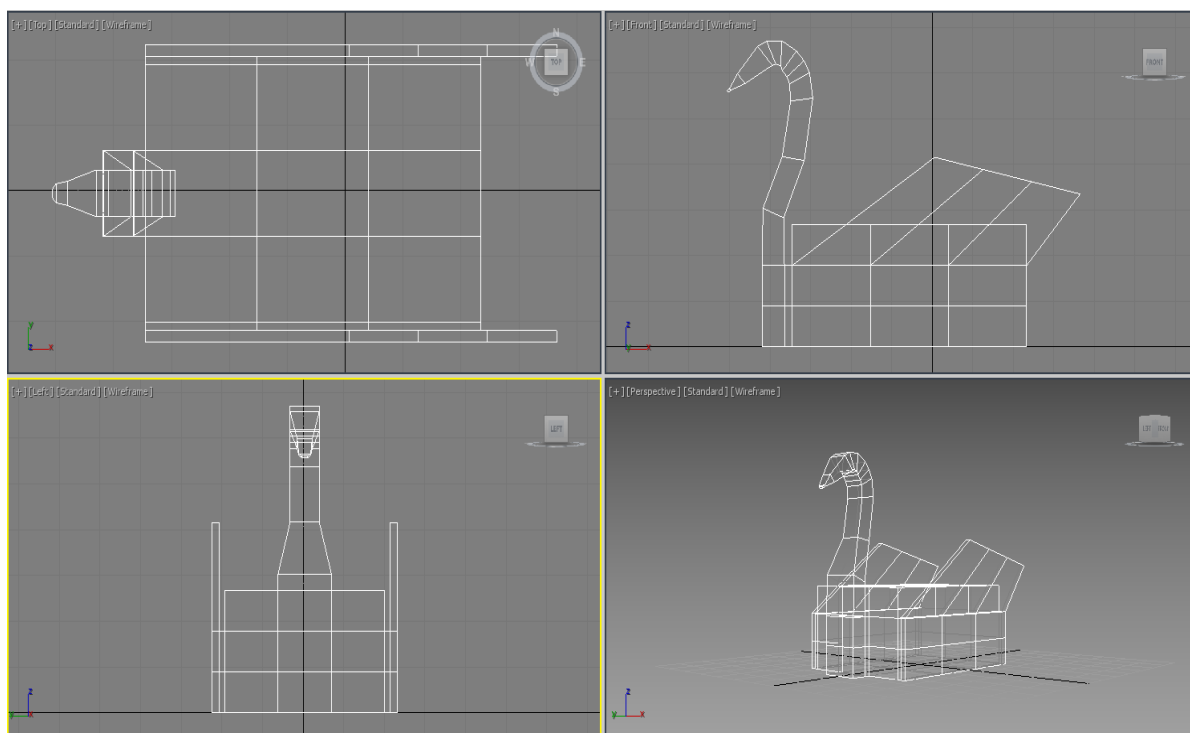 [+] [Top] [Standard] [Wireframe]
N
W
TOP
E
S
y
z
x
[+] [Front] [Standard] [Wireframe]
FRONT
z
y
x
[+] [Left] [Standard] [Wireframe]
LEFT
z
y
x
[+] [Perspective] [Standard] [Wireframe]
z
y
x